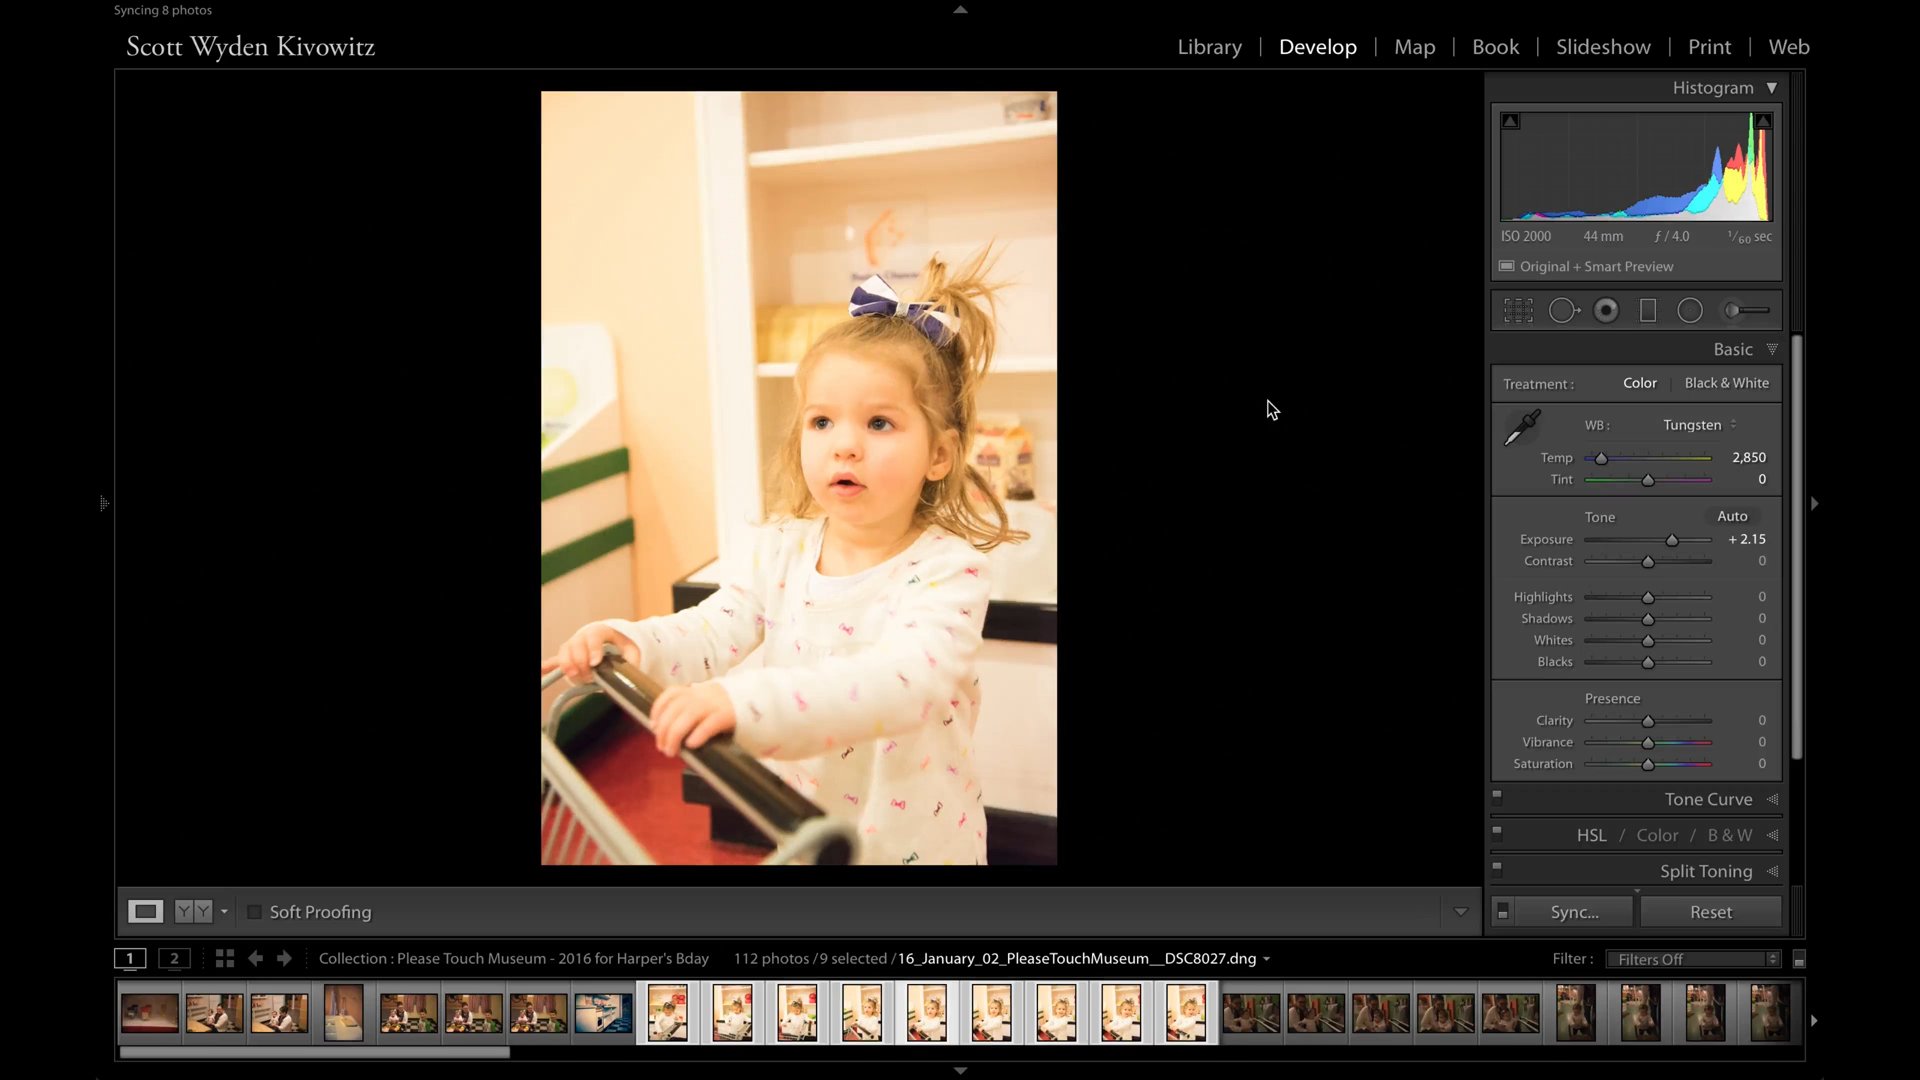 Syncing 8 photos
Scott Wyden Kivowitz
Library | Develop | Map | Book | Slideshow | Print | Web
Histogram
ISO 2000 44 mm ƒ / 4.0 1/60 sec
Original + Smart Preview
Basic
Treatment : Color | Black & White
WB : Tungsten
Temp 2,850
Tint 0
Tone Auto
Exposure + 2.15
Contrast 0
Highlights 0
Shadows 0
Whites 0
Blacks 0
Presence
Clarity 0
Vibrance 0
Saturation 0
Tone Curve
HSL / Color / B & W
Split Toning
YY Soft Proofing
Sync... Reset
1 2 Collection : Please Touch Museum - 2016 for Harper's Bday 112 photos / 9 selected / 16_January_02_PleaseTouchMuseum__DSC8027.dng Filter : Filters Off